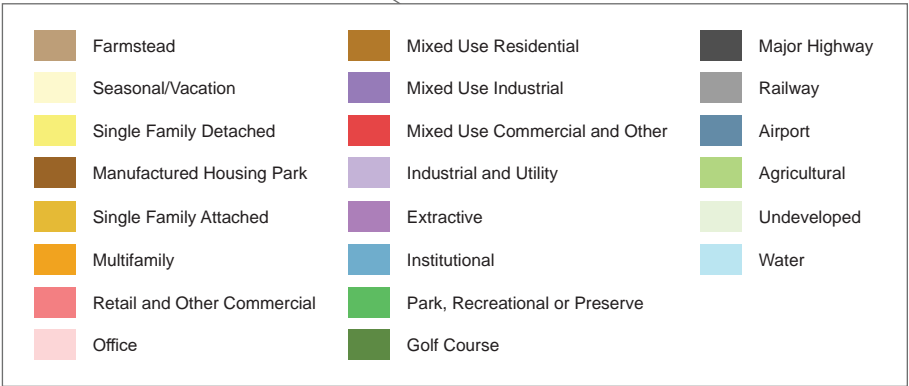 Farmstead
Seasonal/Vacation
Single Family Detached
Manufactured Housing Park
Single Family Attached
Multifamily
Retail and Other Commercial
Office
Mixed Use Residential
Mixed Use Industrial
Mixed Use Commercial and Other
Industrial and Utility
Extractive
Institutional
Park, Recreational or Preserve
Golf Course
Major Highway
Railway
Airport
Agricultural
Undeveloped
Water